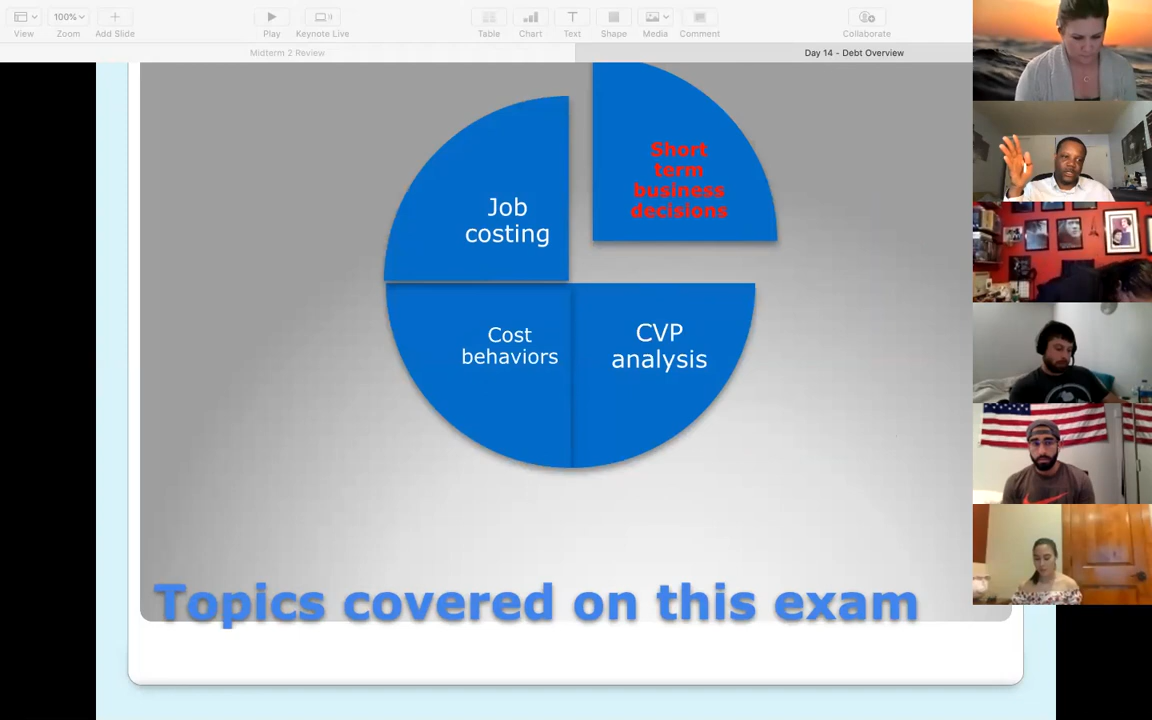 View
Zoom
Add Slide
Play
Keynote Live
Table
Chart
Text
Shape
Media
Comment
Collaborate
100%
T
Midterm 2 Review
Day 14 - Debt Overview
Short
term
business
decisions
Job
costing
Cost
behaviors
CVP
analysis
Topics covered on this exam